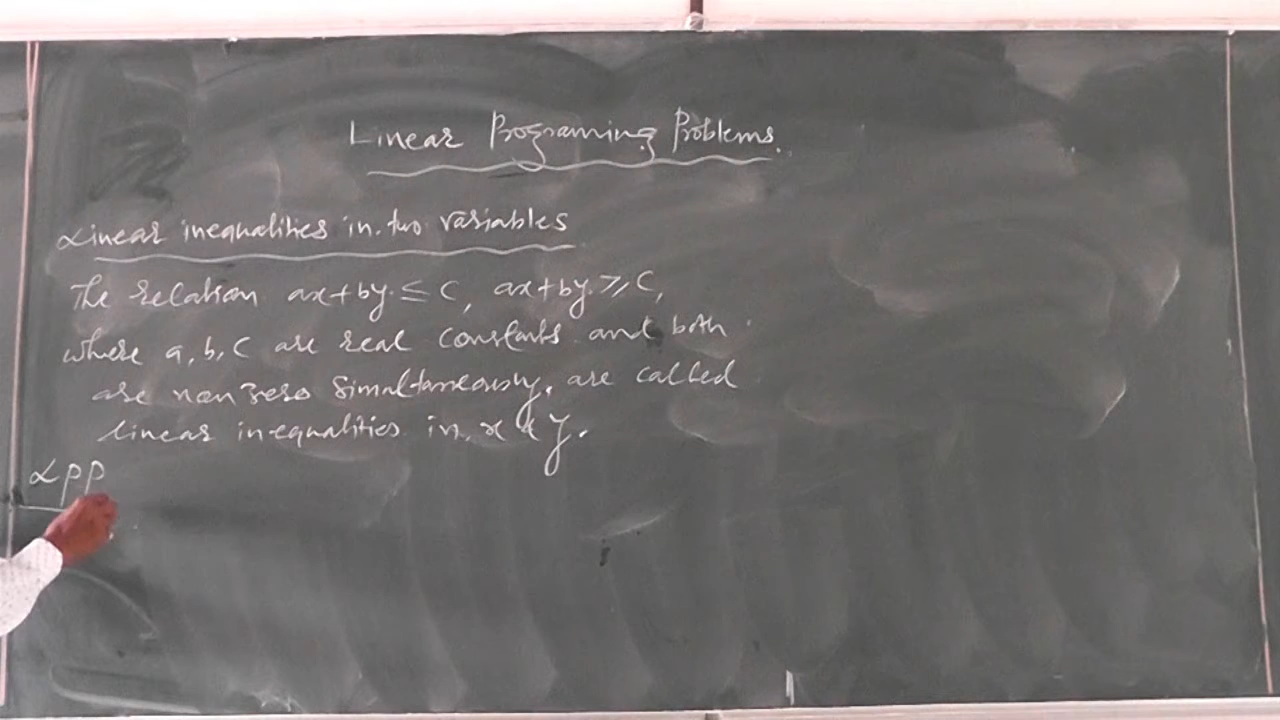 Linear Programing Problems.
Linear inequalities in two variables
The relation ax+by ≤ C, ax+by ≥ C,
where a, b, C are real constants and both
are non zero simultaneously, are called
linear inequalities in x & y.
LPP